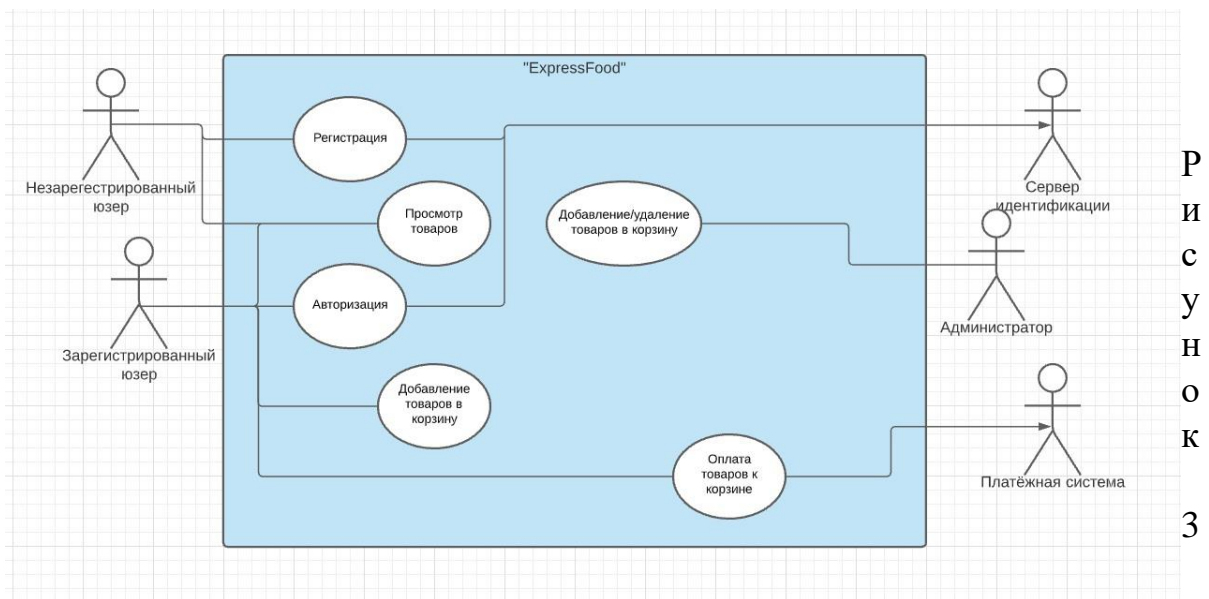 "ExpressFood"
Регистрация
Незарегестрированный
юзер
Просмотр
товаров
Добавление/удаление
товаров в корзину
Сервер
идентификации
Авторизация
Зарегистрированный
юзер
Администратор
Добавление
товаров в
корзину
Оплата
товаров к
корзине
Платёжная система
Р
и
с
у
н
о
к
3